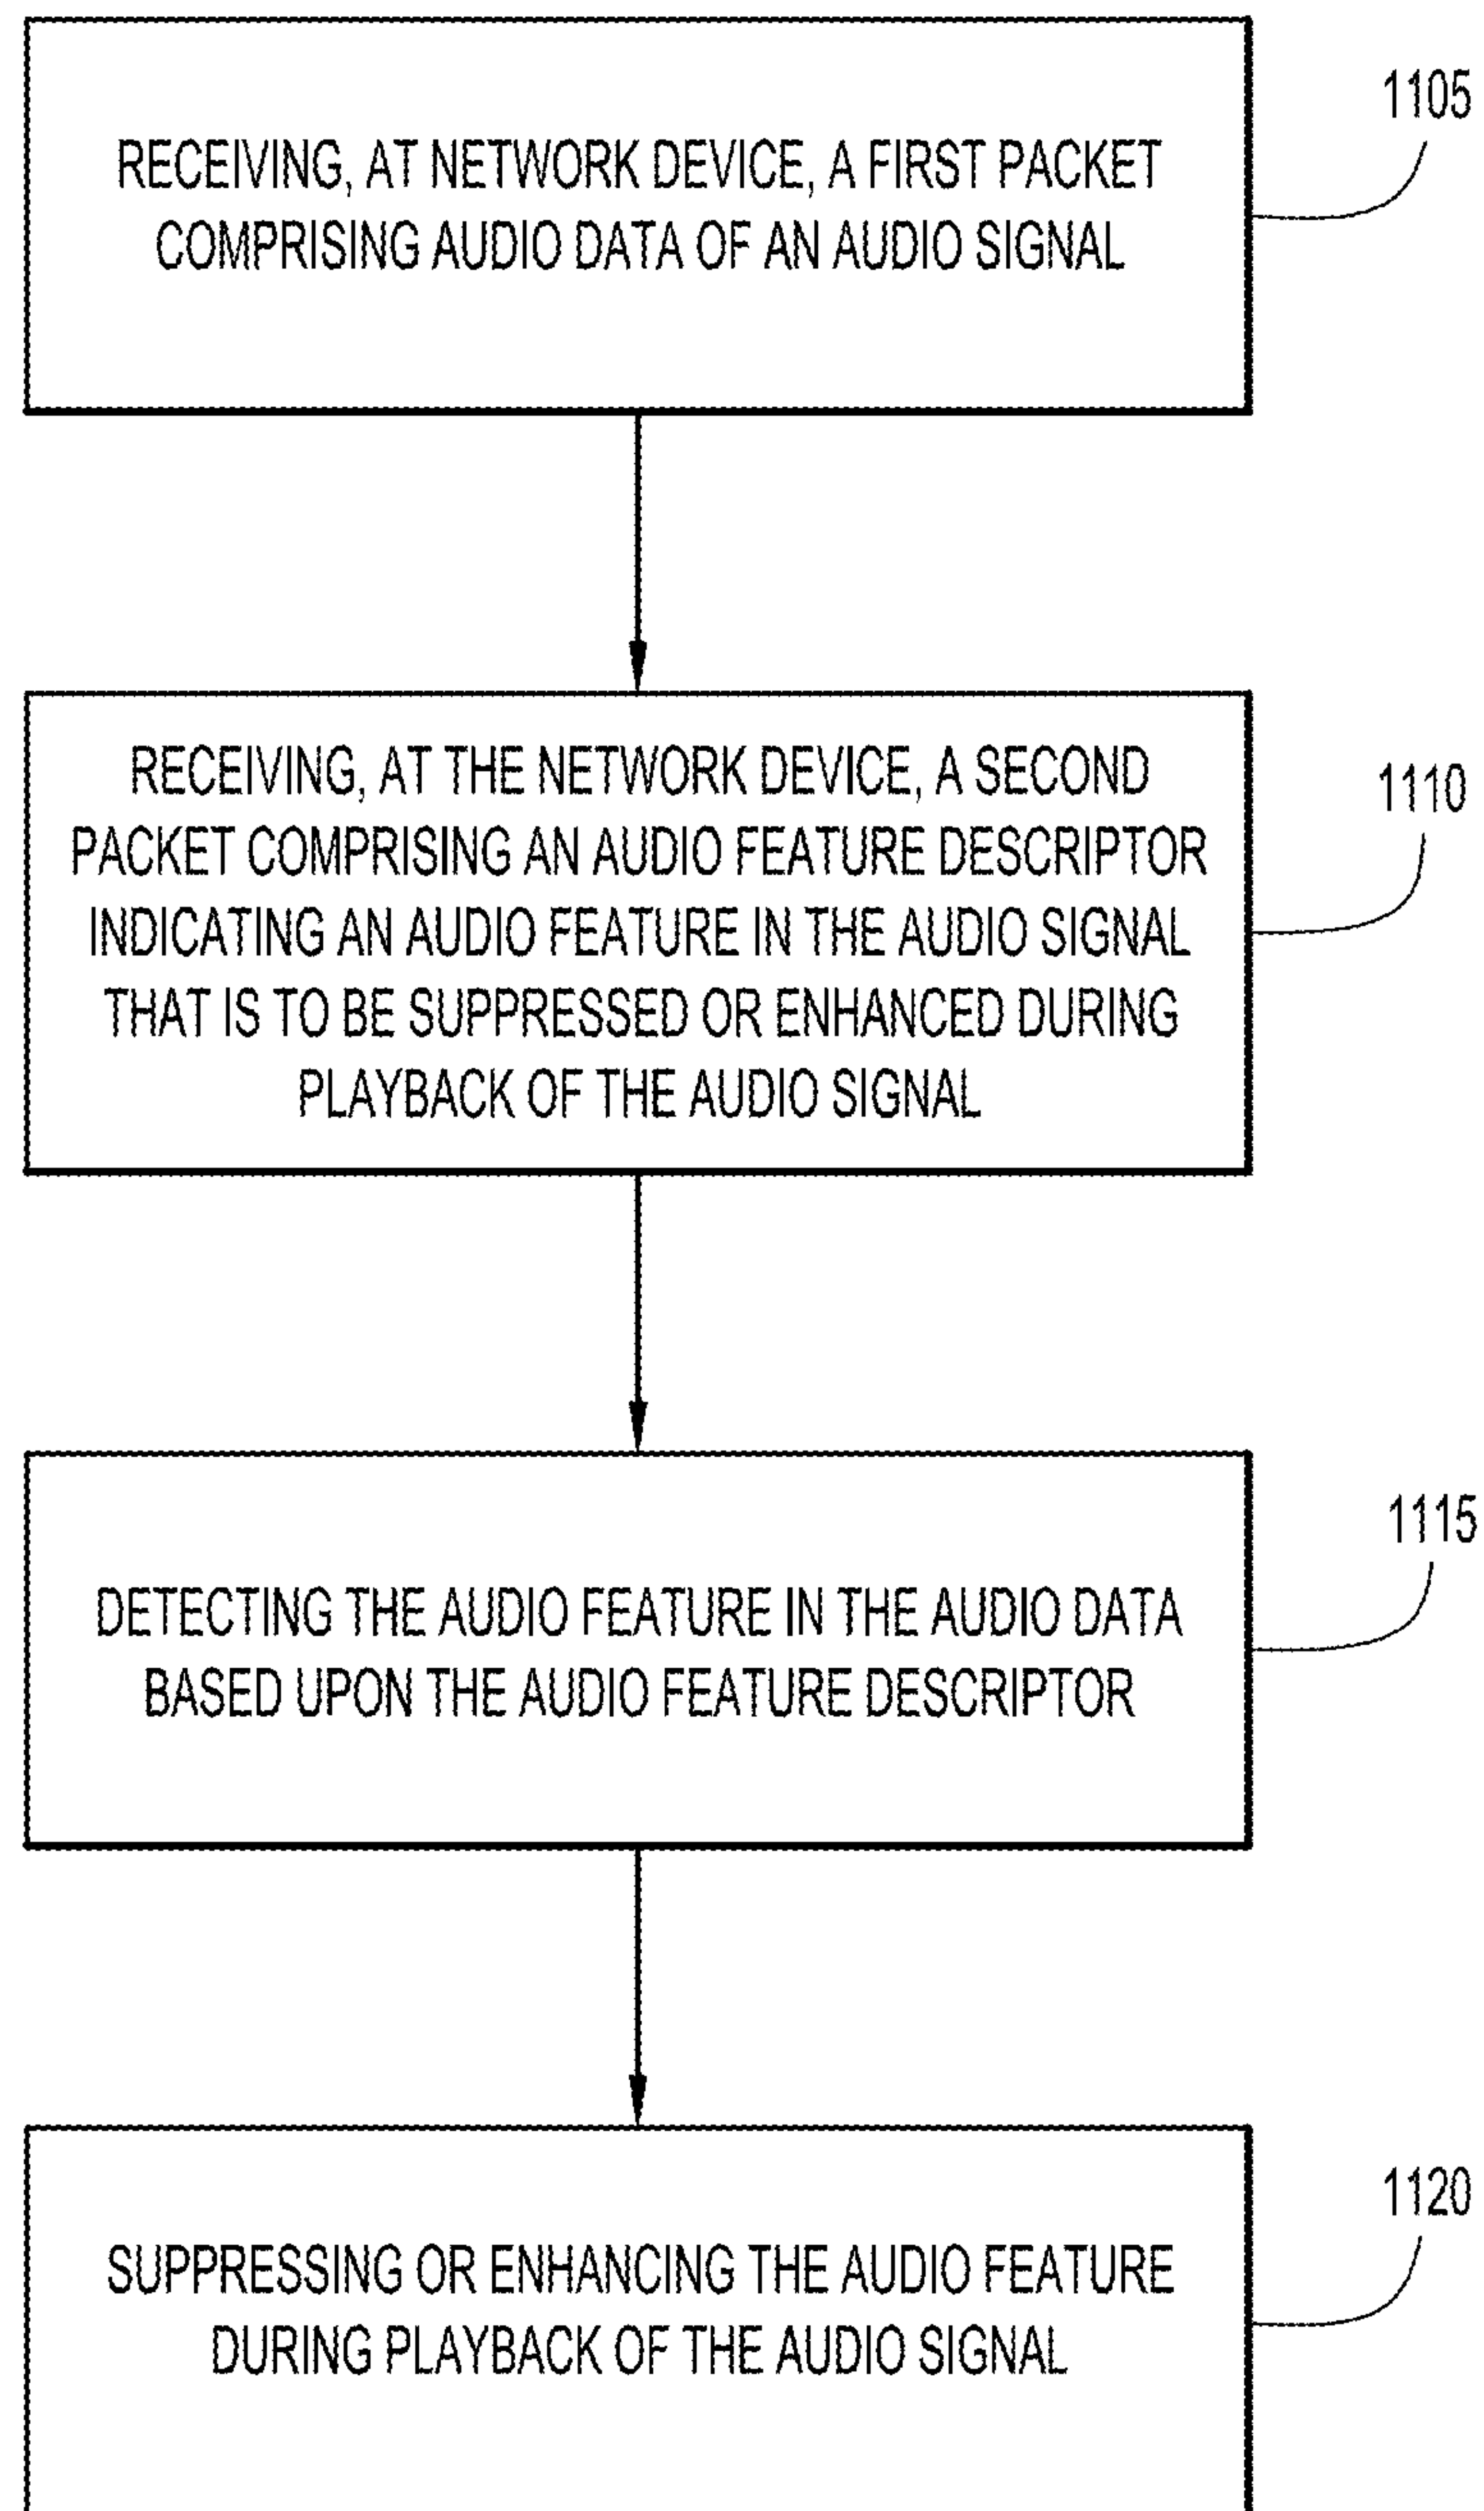 RECEIVING, AT NETWORK DEVICE, A FIRST PACKET
COMPRISING AUDIO DATA OF AN AUDIO SIGNAL
1105
RECEIVING, AT THE NETWORK DEVICE, A SECOND
PACKET COMPRISING AN AUDIO FEATURE DESCRIPTOR
INDICATING AN AUDIO FEATURE IN THE AUDIO SIGNAL
THAT IS TO BE SUPPRESSED OR ENHANCED DURING
PLAYBACK OF THE AUDIO SIGNAL
1110
DETECTING THE AUDIO FEATURE IN THE AUDIO DATA
BASED UPON THE AUDIO FEATURE DESCRIPTOR
1115
SUPPRESSING OR ENHANCING THE AUDIO FEATURE
DURING PLAYBACK OF THE AUDIO SIGNAL
1120